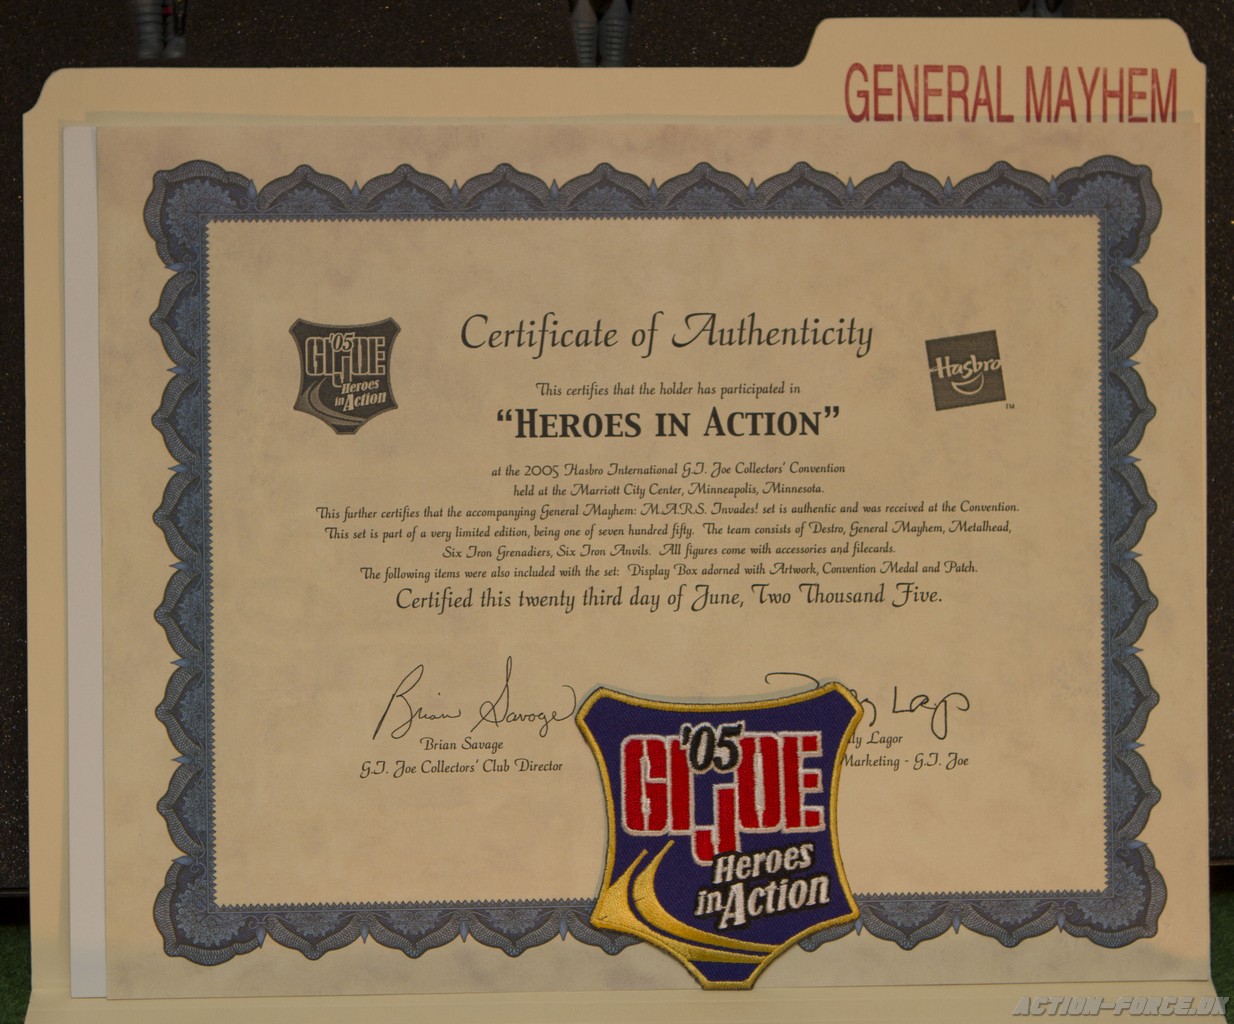 GENERAL MAYHEM
'05
GI JOE
Heroes
in Action
Certificate of Authenticity
Hasbro
TM
This certifies that the holder has participated in
“HEROES IN ACTION”
at the 2005 Hasbro International G.I. Joe Collectors' Convention
held at the Marriott City Center, Minneapolis, Minnesota.
This further certifies that the accompanying General Mayhem: M.A.R.S. Invades! set is authentic and was received at the Convention.
This set is part of a very limited edition, being one of seven hundred fifty. The team consists of Destro, General Mayhem, Metalhead,
Six Iron Grenadiers, Six Iron Anvils. All figures come with accessories and filecards.
The following items were also included with the set: Display Box adorned with Artwork, Convention Medal and Patch.
Certified this twenty third day of June, Two Thousand Five.
Brian Savage
Brian Savage
G.I. Joe Collectors' Club Director
Lagor
Marketing - G.I. Joe
'05
GI JOE
Heroes
in Action
ACTION-FORCE.DK